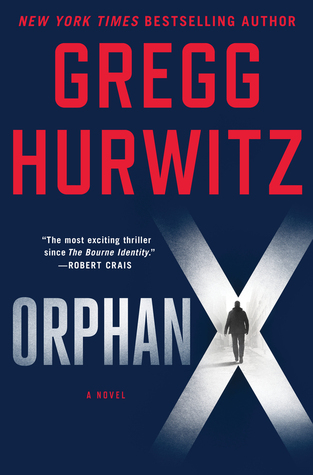 NEW YORK TIMES BESTSELLING AUTHOR
GREGG
HURWITZ
“The most exciting thriller
since The Bourne Identity.”
—ROBERT CRAIS
ORPHAN X
A NOVEL